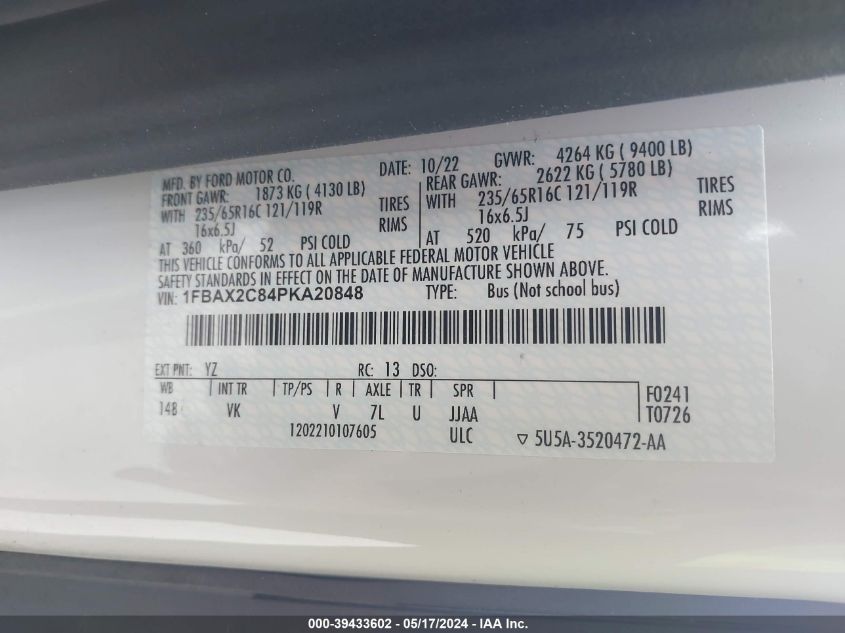 MFD. BY FORD MOTOR CO. DATE: 10/22 GVWR: 4264 KG ( 9400 LB)
FRONT GAWR: 1873 KG ( 4130 LB) REAR GAWR: 2622 KG ( 5780 LB)
WITH 235/65R16C 121/119R TIRES WITH 235/65R16C 121/119R TIRES
16x6.5J RIMS 16x6.5J RIMS
AT 360 kPa/ 52 PSI COLD AT 520 kPa/ 75 PSI COLD
THIS VEHICLE CONFORMS TO ALL APPLICABLE FEDERAL MOTOR VEHICLE
SAFETY STANDARDS IN EFFECT ON THE DATE OF MANUFACTURE SHOWN ABOVE.
VIN: 1FBAX2C84PKA20848 TYPE: Bus (Not school bus)
EXT PNT: YZ RC: 13 DSO:
WB INT TR TP/PS R AXLE TR SPR F0241
148 VK V 7L U JJAA T0726
1202210107605 ULC ▽ 5U5A-3520472-AA
000-39433602 - 05/17/2024 - IAA Inc.